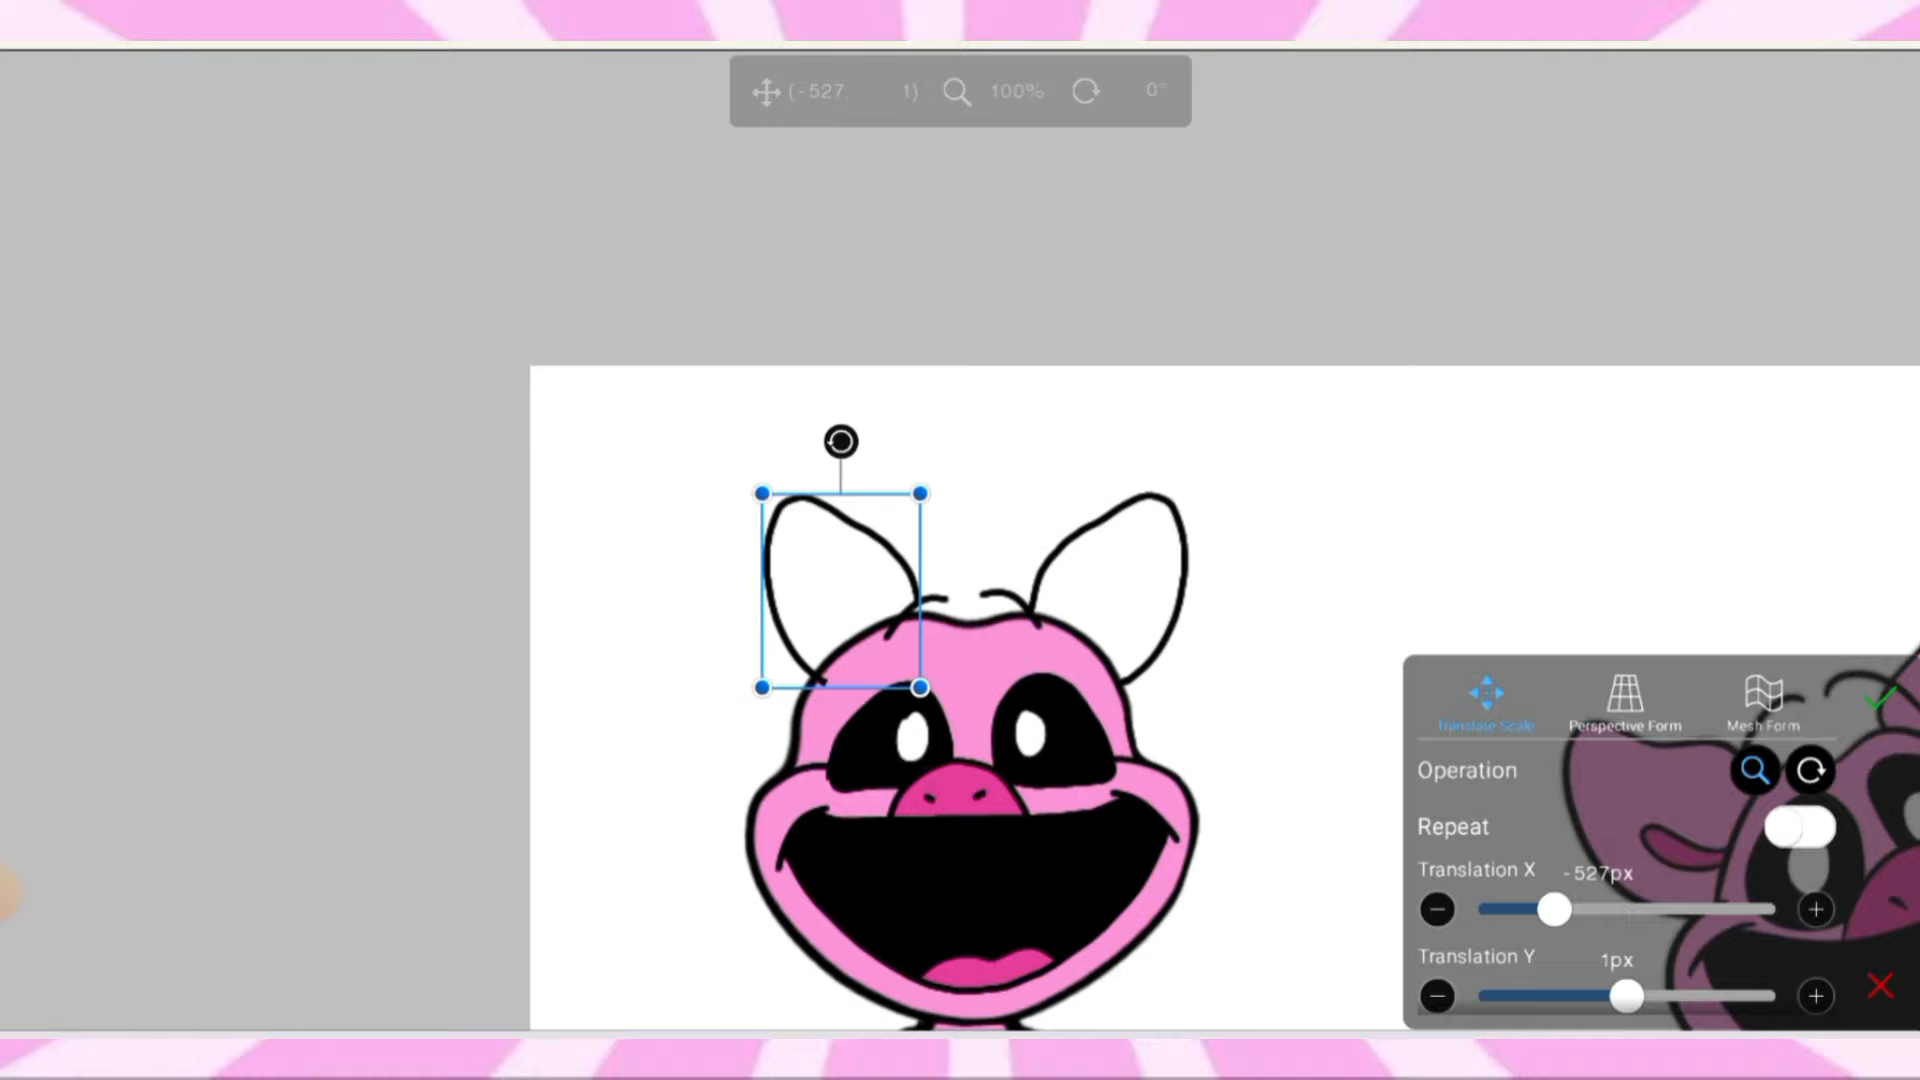 (-527 1) 100% 0°
Translate Scale Perspective Form Mesh Form
Operation
Repeat
Translation X -527px
Translation Y 1px